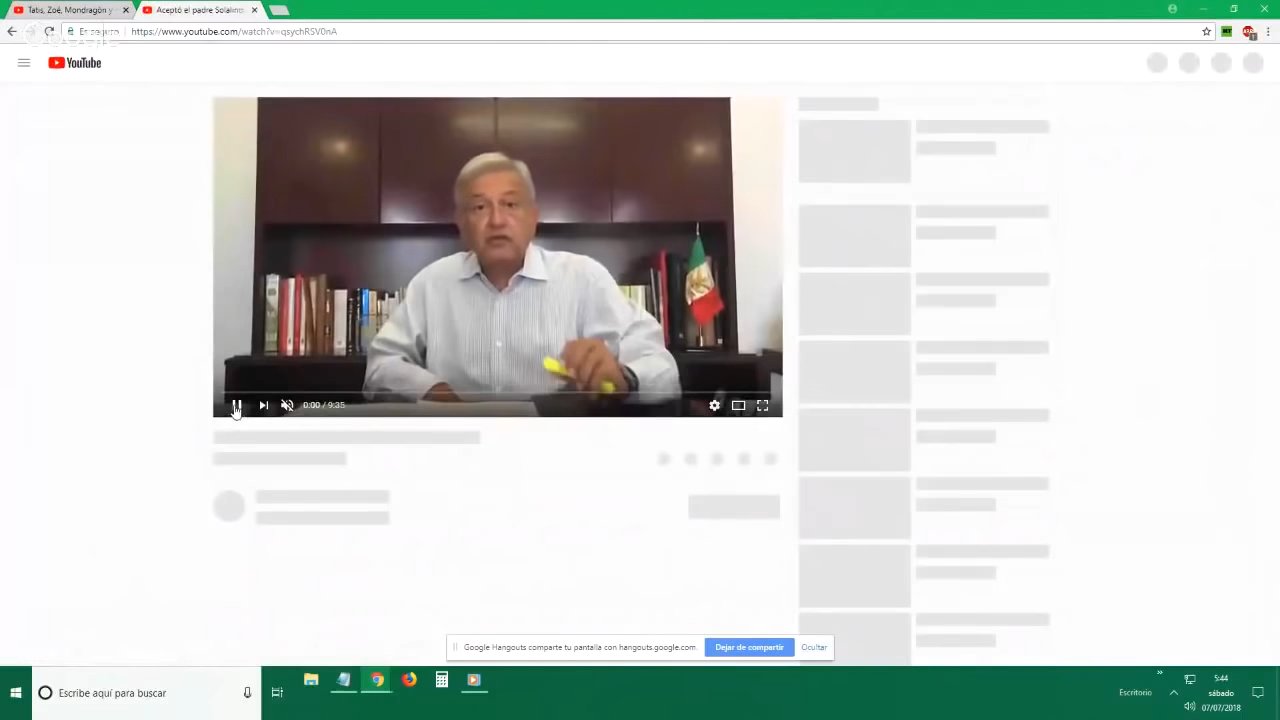 Tatis, Zoé, Mondragón y
Aceptó el padre Solalinde
https://www.youtube.com/watch?v=qsychRSV0nA
YouTube
0:00 / 9:35
Google Hangouts comparte tu pantalla con hangouts.google.com.
Dejar de compartir
Ocultar
Escribe aquí para buscar
Escritorio
5:44
sábado
07/07/2018